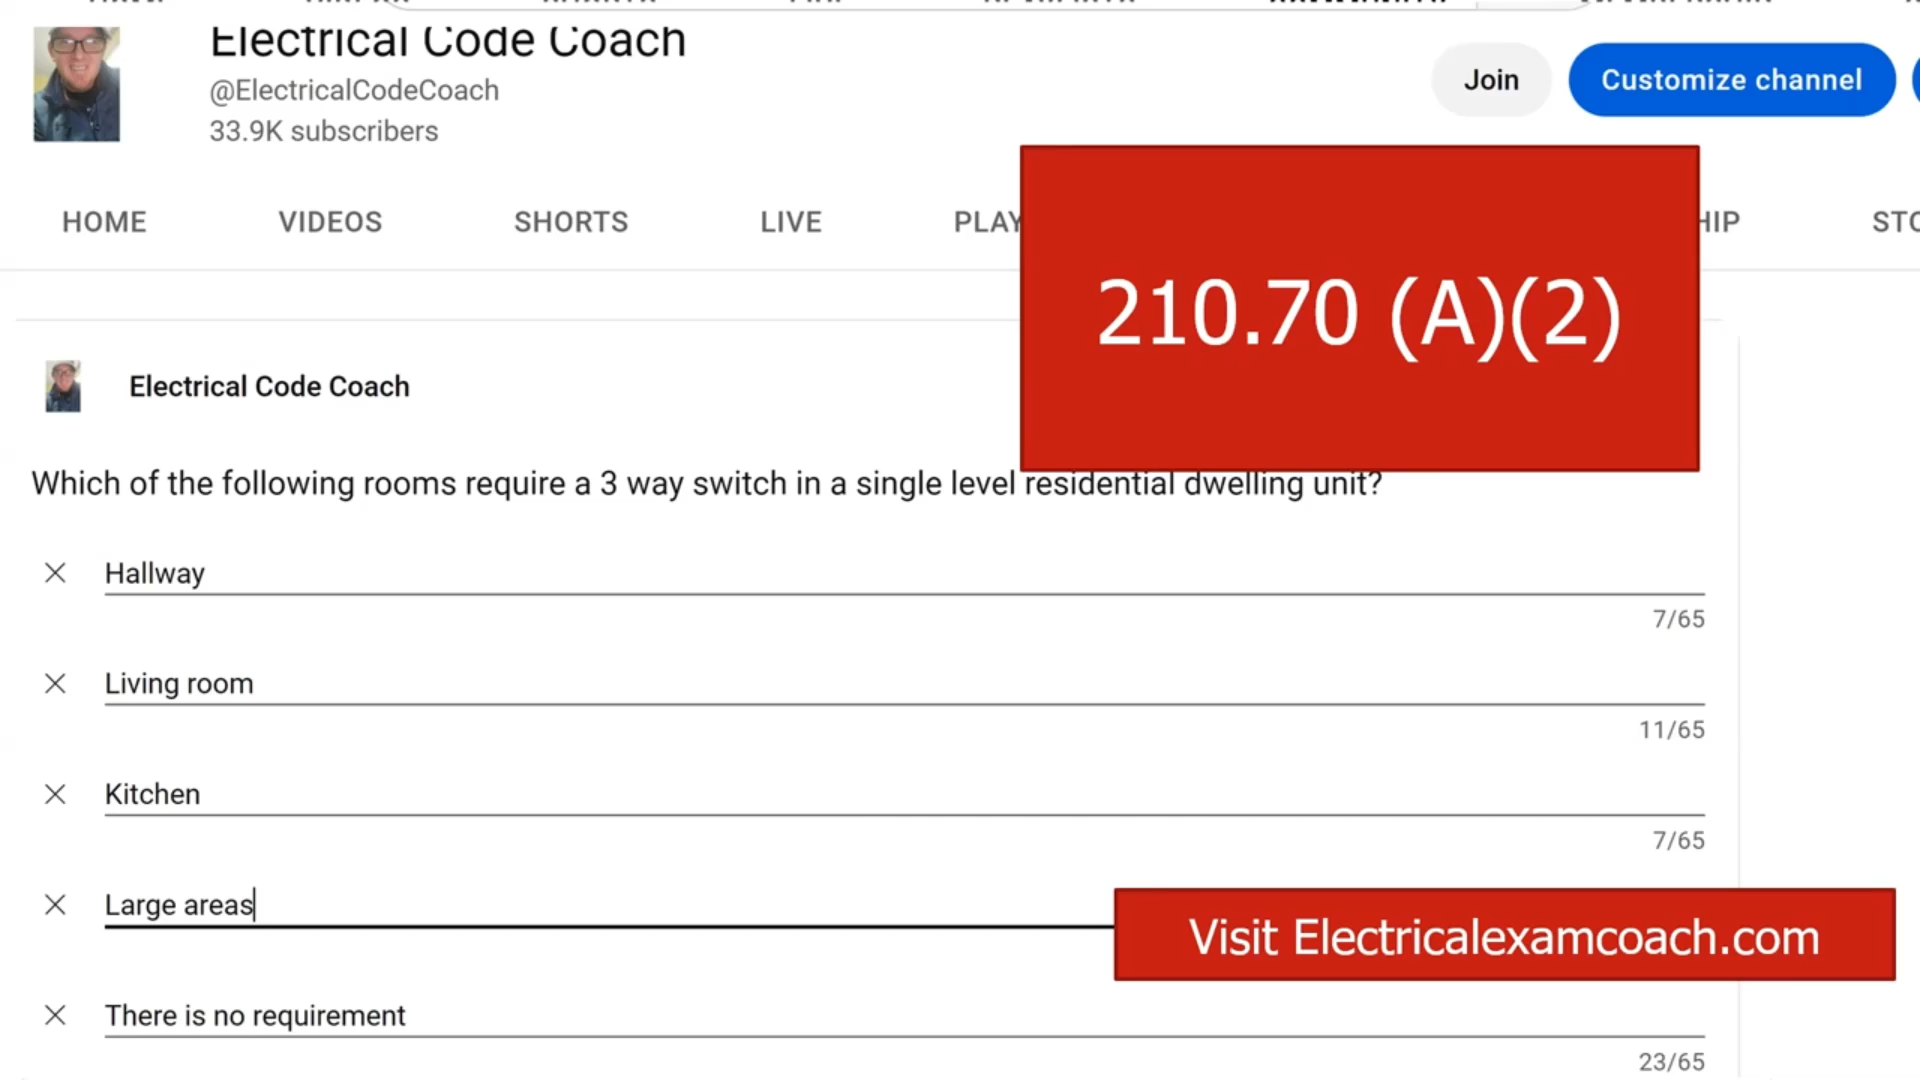 Electrical Code Coach
@ElectricalCodeCoach
33.9K subscribers
Join
Customize channel
HOME
VIDEOS
SHORTS
LIVE
PLAY
HIP
STO
210.70 (A)(2)
Electrical Code Coach
Which of the following rooms require a 3 way switch in a single level residential dwelling unit?
Hallway
7/65
Living room
11/65
Kitchen
7/65
Large areas
Visit Electricalexamcoach.com
There is no requirement
23/65